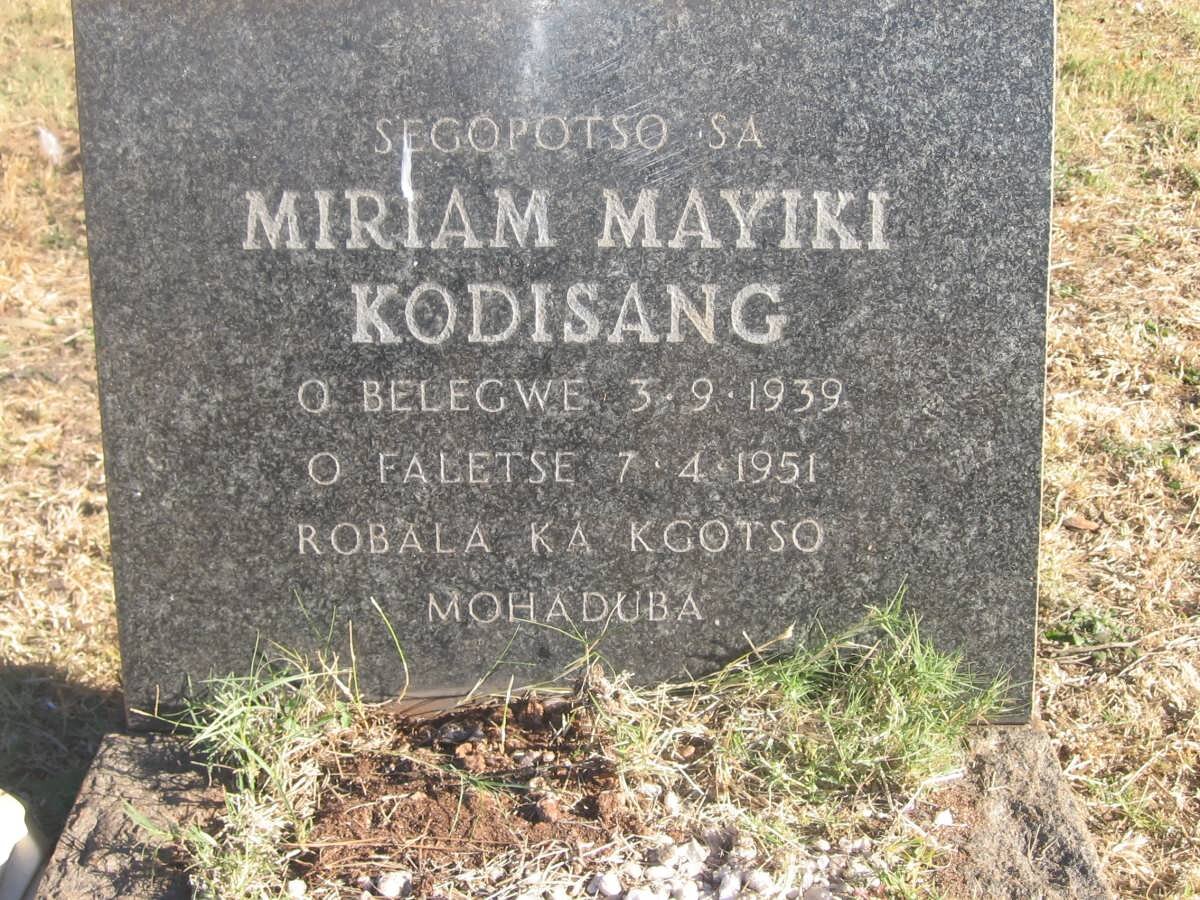 SEGOPOTSO SA
MIRIAM MAYIKI
KODISANG
O BELEGWE 3·9·1939
O FALETSE 7·4·1951
ROBALA KA KGOTSO
MOHADUBA.